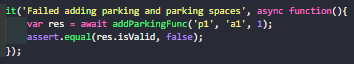 it('Failed adding parking and parking spaces', async function(){
    var res = await addParkingFunc('p1', 'a1', 1);
    assert.equal(res.isValid, false);
});